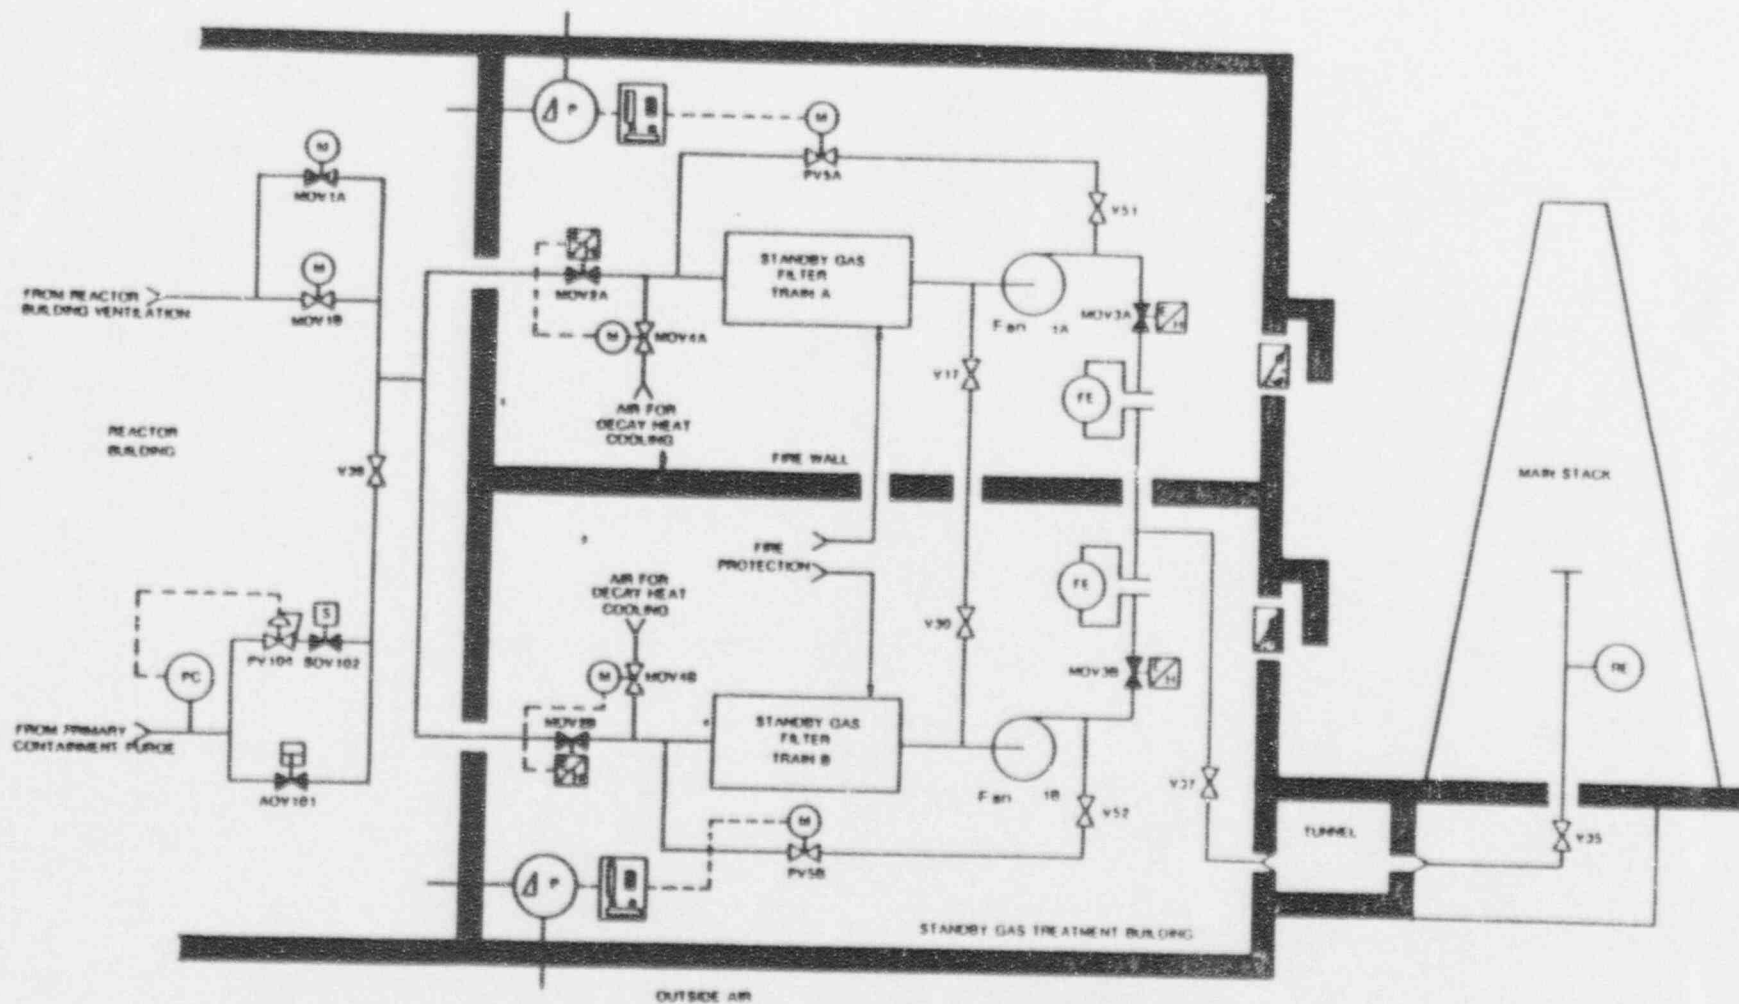 Δ P
M
PV5A
M
MOV1A
V51
STANDBY GAS
FILTER
TRAIN A
M
MOV1B
FROM REACTOR
BUILDING VENTILATION
MOV2A
M
MOV4A
Fan 1A
MOV3A
E
H
V17
FE
AIR FOR
DECAY HEAT
COOLING
REACTOR
BUILDING
FIRE WALL
V38
MAIN STACK
FIRE
PROTECTION
AIR FOR
DECAY HEAT
COOLING
FE
V30
S
SOV102
PC
M
MOV4B
MOV3B
H
RE
FROM PRIMARY
CONTAINMENT PURGE
MOV2B
STANDBY GAS
FILTER
TRAIN B
AOV101
Fan 1B
V37
V52
M
PV5B
TUNNEL
V35
Δ P
STANDBY GAS TREATMENT BUILDING
OUTSIDE AIR